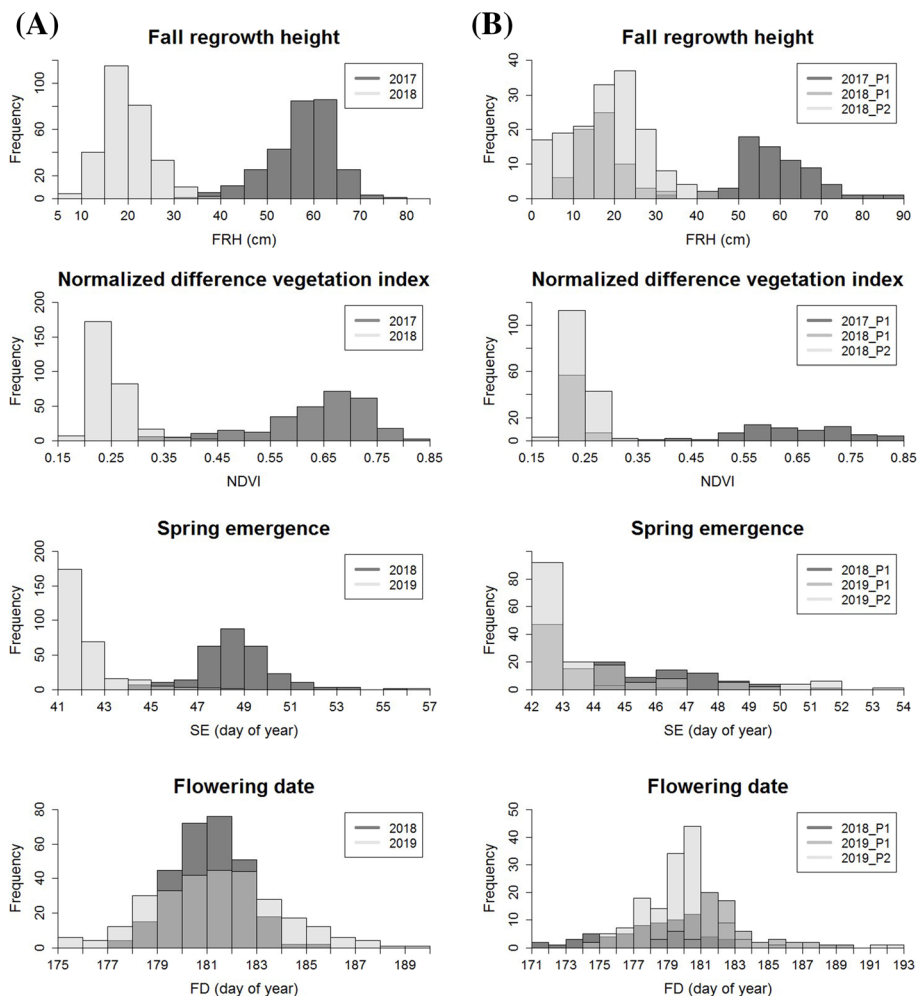 (A)
Fall regrowth height
Frequency
0 20 60 100
2017
2018
5 10 20 30 40 50 60 70 80
FRH (cm)
Normalized difference vegetation index
Frequency
0 50 100 150 200
2017
2018
0.15 0.25 0.35 0.45 0.55 0.65 0.75 0.85
NDVI
Spring emergence
Frequency
0 50 100 150 200
2018
2019
41 43 45 47 49 51 53 55 57
SE (day of year)
Flowering date
Frequency
0 20 40 60 80
2018
2019
175 177 179 181 183 185 187 189
FD (day of year)
(B)
Fall regrowth height
Frequency
0 10 20 30 40
2017_P1
2018_P1
2018_P2
0 10 20 30 40 50 60 70 80 90
FRH (cm)
Normalized difference vegetation index
Frequency
0 20 60 100
2017_P1
2018_P1
2018_P2
0.15 0.25 0.35 0.45 0.55 0.65 0.75 0.85
NDVI
Spring emergence
Frequency
0 20 40 60 80
2018_P1
2019_P1
2019_P2
42 43 44 45 46 47 48 49 50 51 52 53 54
SE (day of year)
Flowering date
Frequency
0 10 20 30 40 50
2018_P1
2019_P1
2019_P2
171 173 175 177 179 181 183 185 187 189 191 193
FD (day of year)